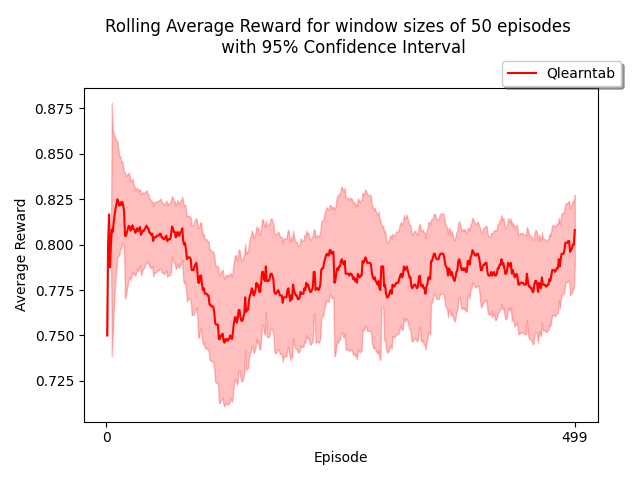 Rolling Average Reward for window sizes of 50 episodes
with 95% Confidence Interval
Qlearntab
0.875
0.850
0.825
0.800
0.775
0.750
0.725
Average Reward
0
499
Episode